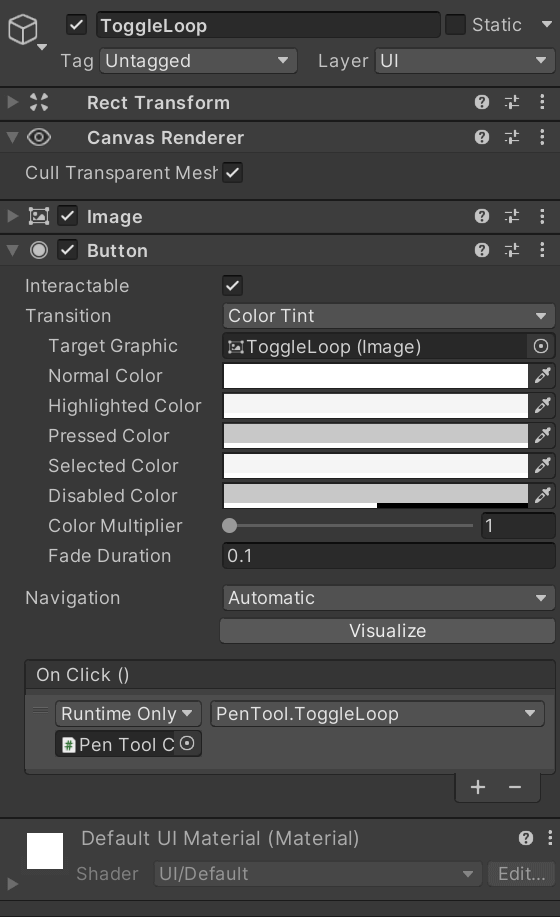 ToggleLoop
Static
Tag Untagged Layer UI
Rect Transform
Canvas Renderer
Cull Transparent Mesh
Image
Button
Interactable
Transition Color Tint
Target Graphic ToggleLoop (Image)
Normal Color
Highlighted Color
Pressed Color
Selected Color
Disabled Color
Color Multiplier 1
Fade Duration 0.1
Navigation Automatic
Visualize
On Click ()
Runtime Only PenTool.ToggleLoop
# Pen Tool C
+ −
Default UI Material (Material)
Shader UI/Default Edit...